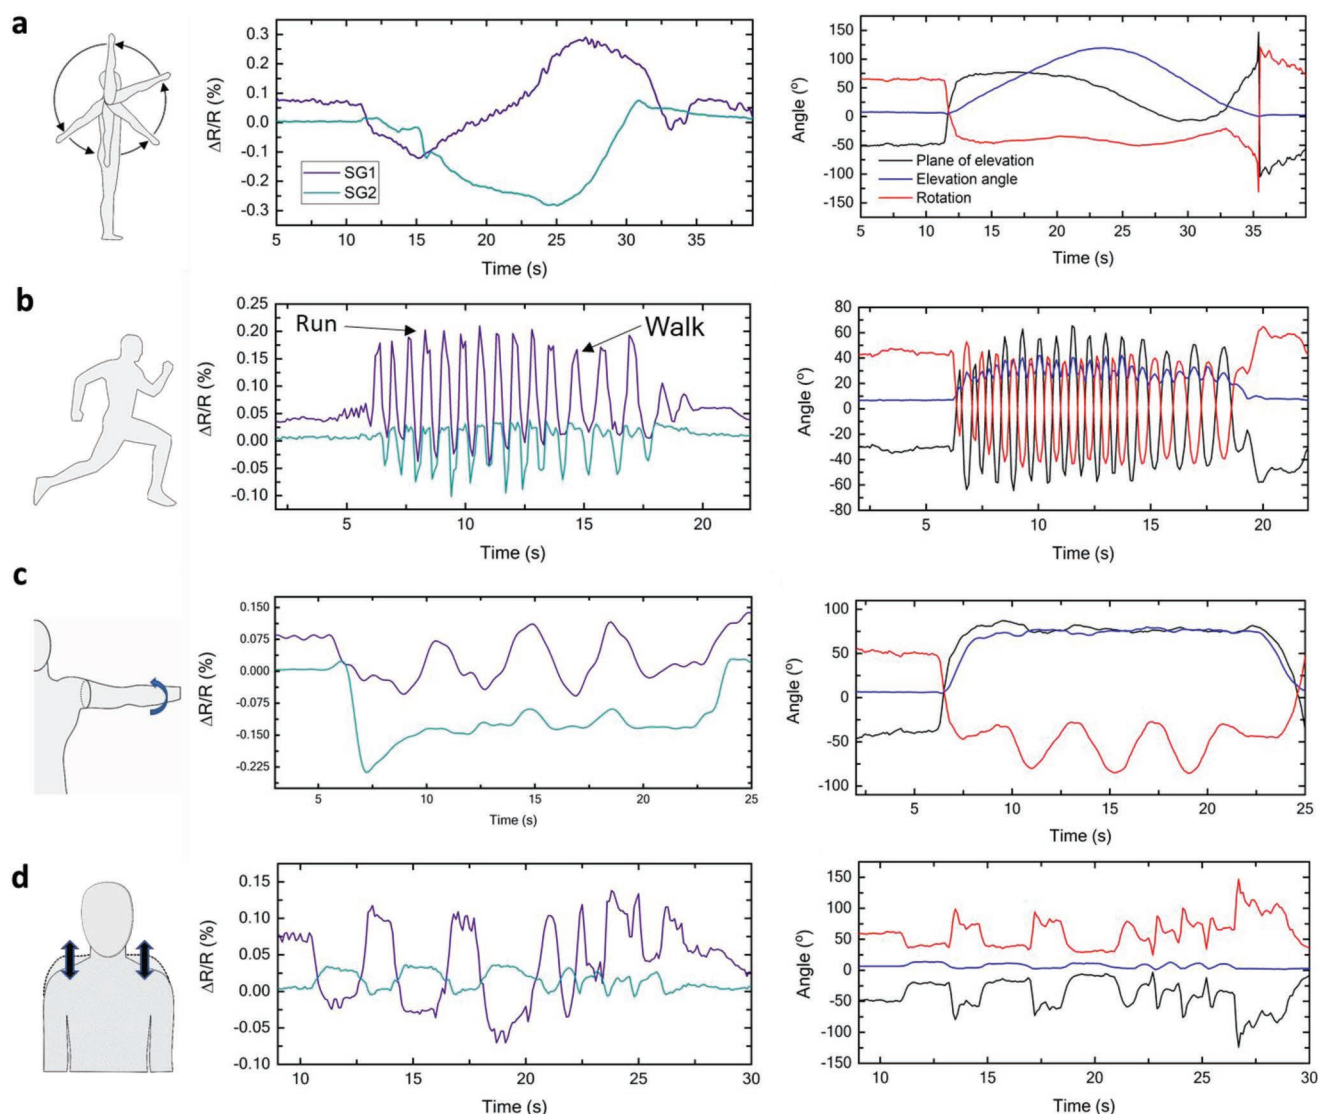 a
ΔR/R (%)
0.3
0.2
0.1
0.0
-0.1
-0.2
-0.3
SG1
SG2
5 10 15 20 25 30 35
Time (s)
Angle (º)
150
100
50
0
-50
-100
-150
Plane of elevation
Elevation angle
Rotation
5 10 15 20 25 30 35
Time (s)
b
ΔR/R (%)
0.25
0.20
0.15
0.10
0.05
0.00
-0.05
-0.10
Run
Walk
5 10 15 20
Time (s)
Angle (º)
80
60
40
20
0
-20
-40
-60
-80
5 10 15 20
Time (s)
c
ΔR/R (%)
0.150
0.075
0.000
-0.075
-0.150
-0.225
5 10 15 20 25
Time (s)
Angle (º)
100
50
0
-50
-100
5 10 15 20 25
Time (s)
d
ΔR/R (%)
0.15
0.10
0.05
0.00
-0.05
-0.10
10 15 20 25 30
Time (s)
Angle (º)
150
100
50
0
-50
-100
-150
10 15 20 25 30
Time (s)